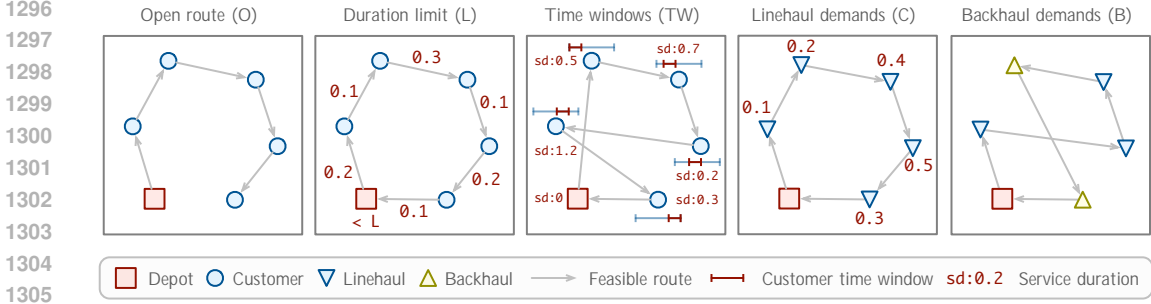 1296
1297
1298
1299
1300
1301
1302
1303
1304
1305
Open route (O)
Duration limit (L)
0.3
0.1
0.1
0.2
0.2
0.1
< L
Time windows (TW)
sd:0.5
sd:0.7
sd:1.2
sd:0.2
sd:0
sd:0.3
Linehaul demands (C)
0.2
0.4
0.1
0.5
0.3
Backhaul demands (B)
Depot Customer Linehaul Backhaul Feasible route Customer time window sd:0.2 Service duration